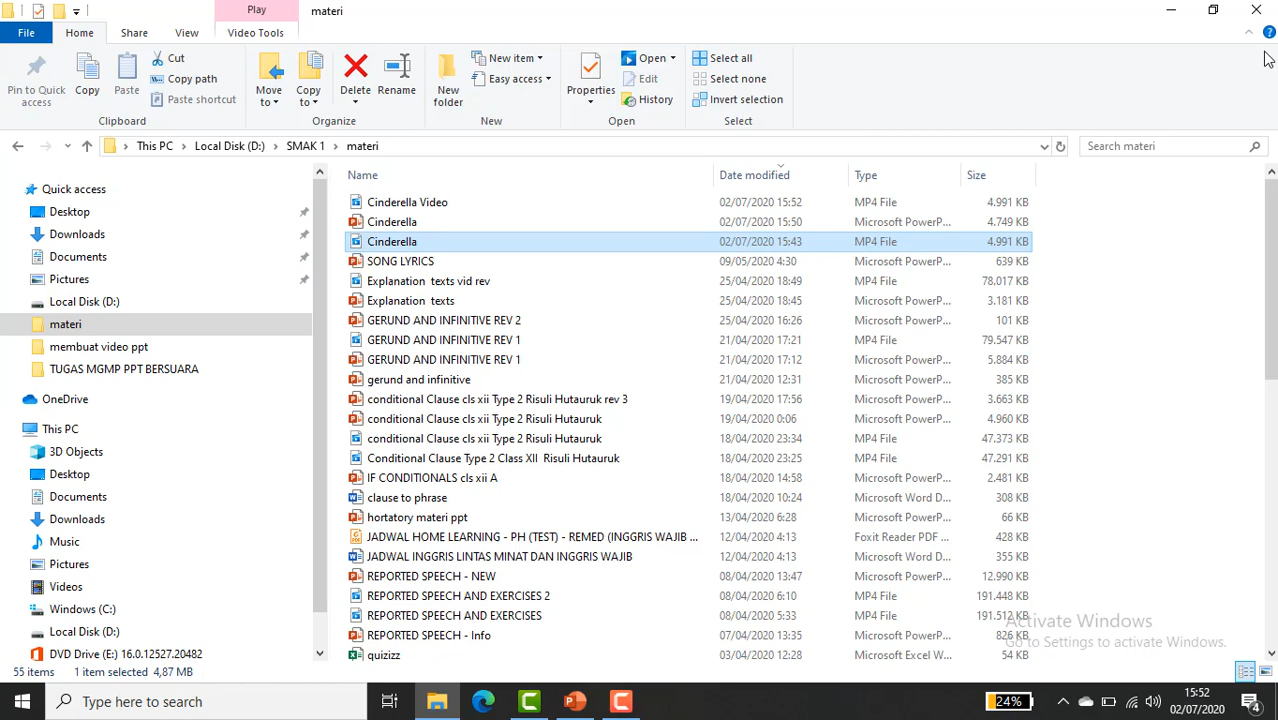 Play
materi
File
Home
Share
View
Video Tools
Pin to Quick
access
Copy
Paste
Cut
Copy path
Paste shortcut
Move
to
Copy
to
Delete
Rename
New
folder
New item
Easy access
Properties
Open
Edit
History
Select all
Select none
Invert selection
Clipboard
Organize
New
Open
Select
This PC
Local Disk (D:)
SMAK 1
materi
Search materi
Quick access
Desktop
Downloads
Documents
Pictures
Local Disk (D:)
materi
membuat video ppt
TUGAS MGMP PPT BERSUARA
OneDrive
This PC
3D Objects
Desktop
Documents
Downloads
Music
Pictures
Videos
Windows (C:)
Local Disk (D:)
DVD Drive (E:) 16.0.12527.20482
Name Date modified Type Size
Cinderella Video 02/07/2020 15:52 MP4 File 4.991 KB
Cinderella 02/07/2020 15:50 Microsoft PowerP... 4.749 KB
Cinderella 02/07/2020 15:43 MP4 File 4.991 KB
SONG LYRICS 09/05/2020 4:30 Microsoft PowerP... 639 KB
Explanation texts vid rev 25/04/2020 18:49 MP4 File 78.017 KB
Explanation texts 25/04/2020 18:45 Microsoft PowerP... 3.181 KB
GERUND AND INFINITIVE REV 2 25/04/2020 16:26 Microsoft PowerP... 101 KB
GERUND AND INFINITIVE REV 1 21/04/2020 17:21 MP4 File 79.547 KB
GERUND AND INFINITIVE REV 1 21/04/2020 17:12 Microsoft PowerP... 5.884 KB
gerund and infinitive 21/04/2020 12:31 Microsoft PowerP... 385 KB
conditional Clause cls xii Type 2 Risuli Hutauruk rev 3 19/04/2020 17:56 Microsoft PowerP... 3.663 KB
conditional Clause cls xii Type 2 Risuli Hutauruk 19/04/2020 0:06 Microsoft PowerP... 4.960 KB
conditional Clause cls xii Type 2 Risuli Hutauruk 18/04/2020 23:34 MP4 File 47.373 KB
Conditional Clause Type 2 Class XII Risuli Hutauruk 18/04/2020 23:25 MP4 File 47.291 KB
IF CONDITIONALS cls xii A 18/04/2020 14:58 Microsoft PowerP... 2.481 KB
clause to phrase 18/04/2020 10:24 Microsoft Word D... 308 KB
hortatory materi ppt 13/04/2020 6:28 Microsoft PowerP... 66 KB
JADWAL HOME LEARNING - PH (TEST) - REMED (INGGRIS WAJIB ... 12/04/2020 4:13 Foxit Reader PDF ... 428 KB
JADWAL INGGRIS LINTAS MINAT DAN INGGRIS WAJIB 12/04/2020 4:13 Microsoft Word D... 355 KB
REPORTED SPEECH - NEW 08/04/2020 13:47 Microsoft PowerP... 12.990 KB
REPORTED SPEECH AND EXERCISES 2 08/04/2020 6:10 MP4 File 191.448 KB
REPORTED SPEECH AND EXERCISES 08/04/2020 5:33 MP4 File 191.512 KB
REPORTED SPEECH - Info 07/04/2020 13:35 Microsoft PowerP... 826 KB
quizizz 03/04/2020 12:28 Microsoft Excel W... 54 KB
Activate Windows
Go to Settings to activate Windows.
55 items 1 item selected 4,87 MB
Type here to search
24%
15:52
02/07/2020
4